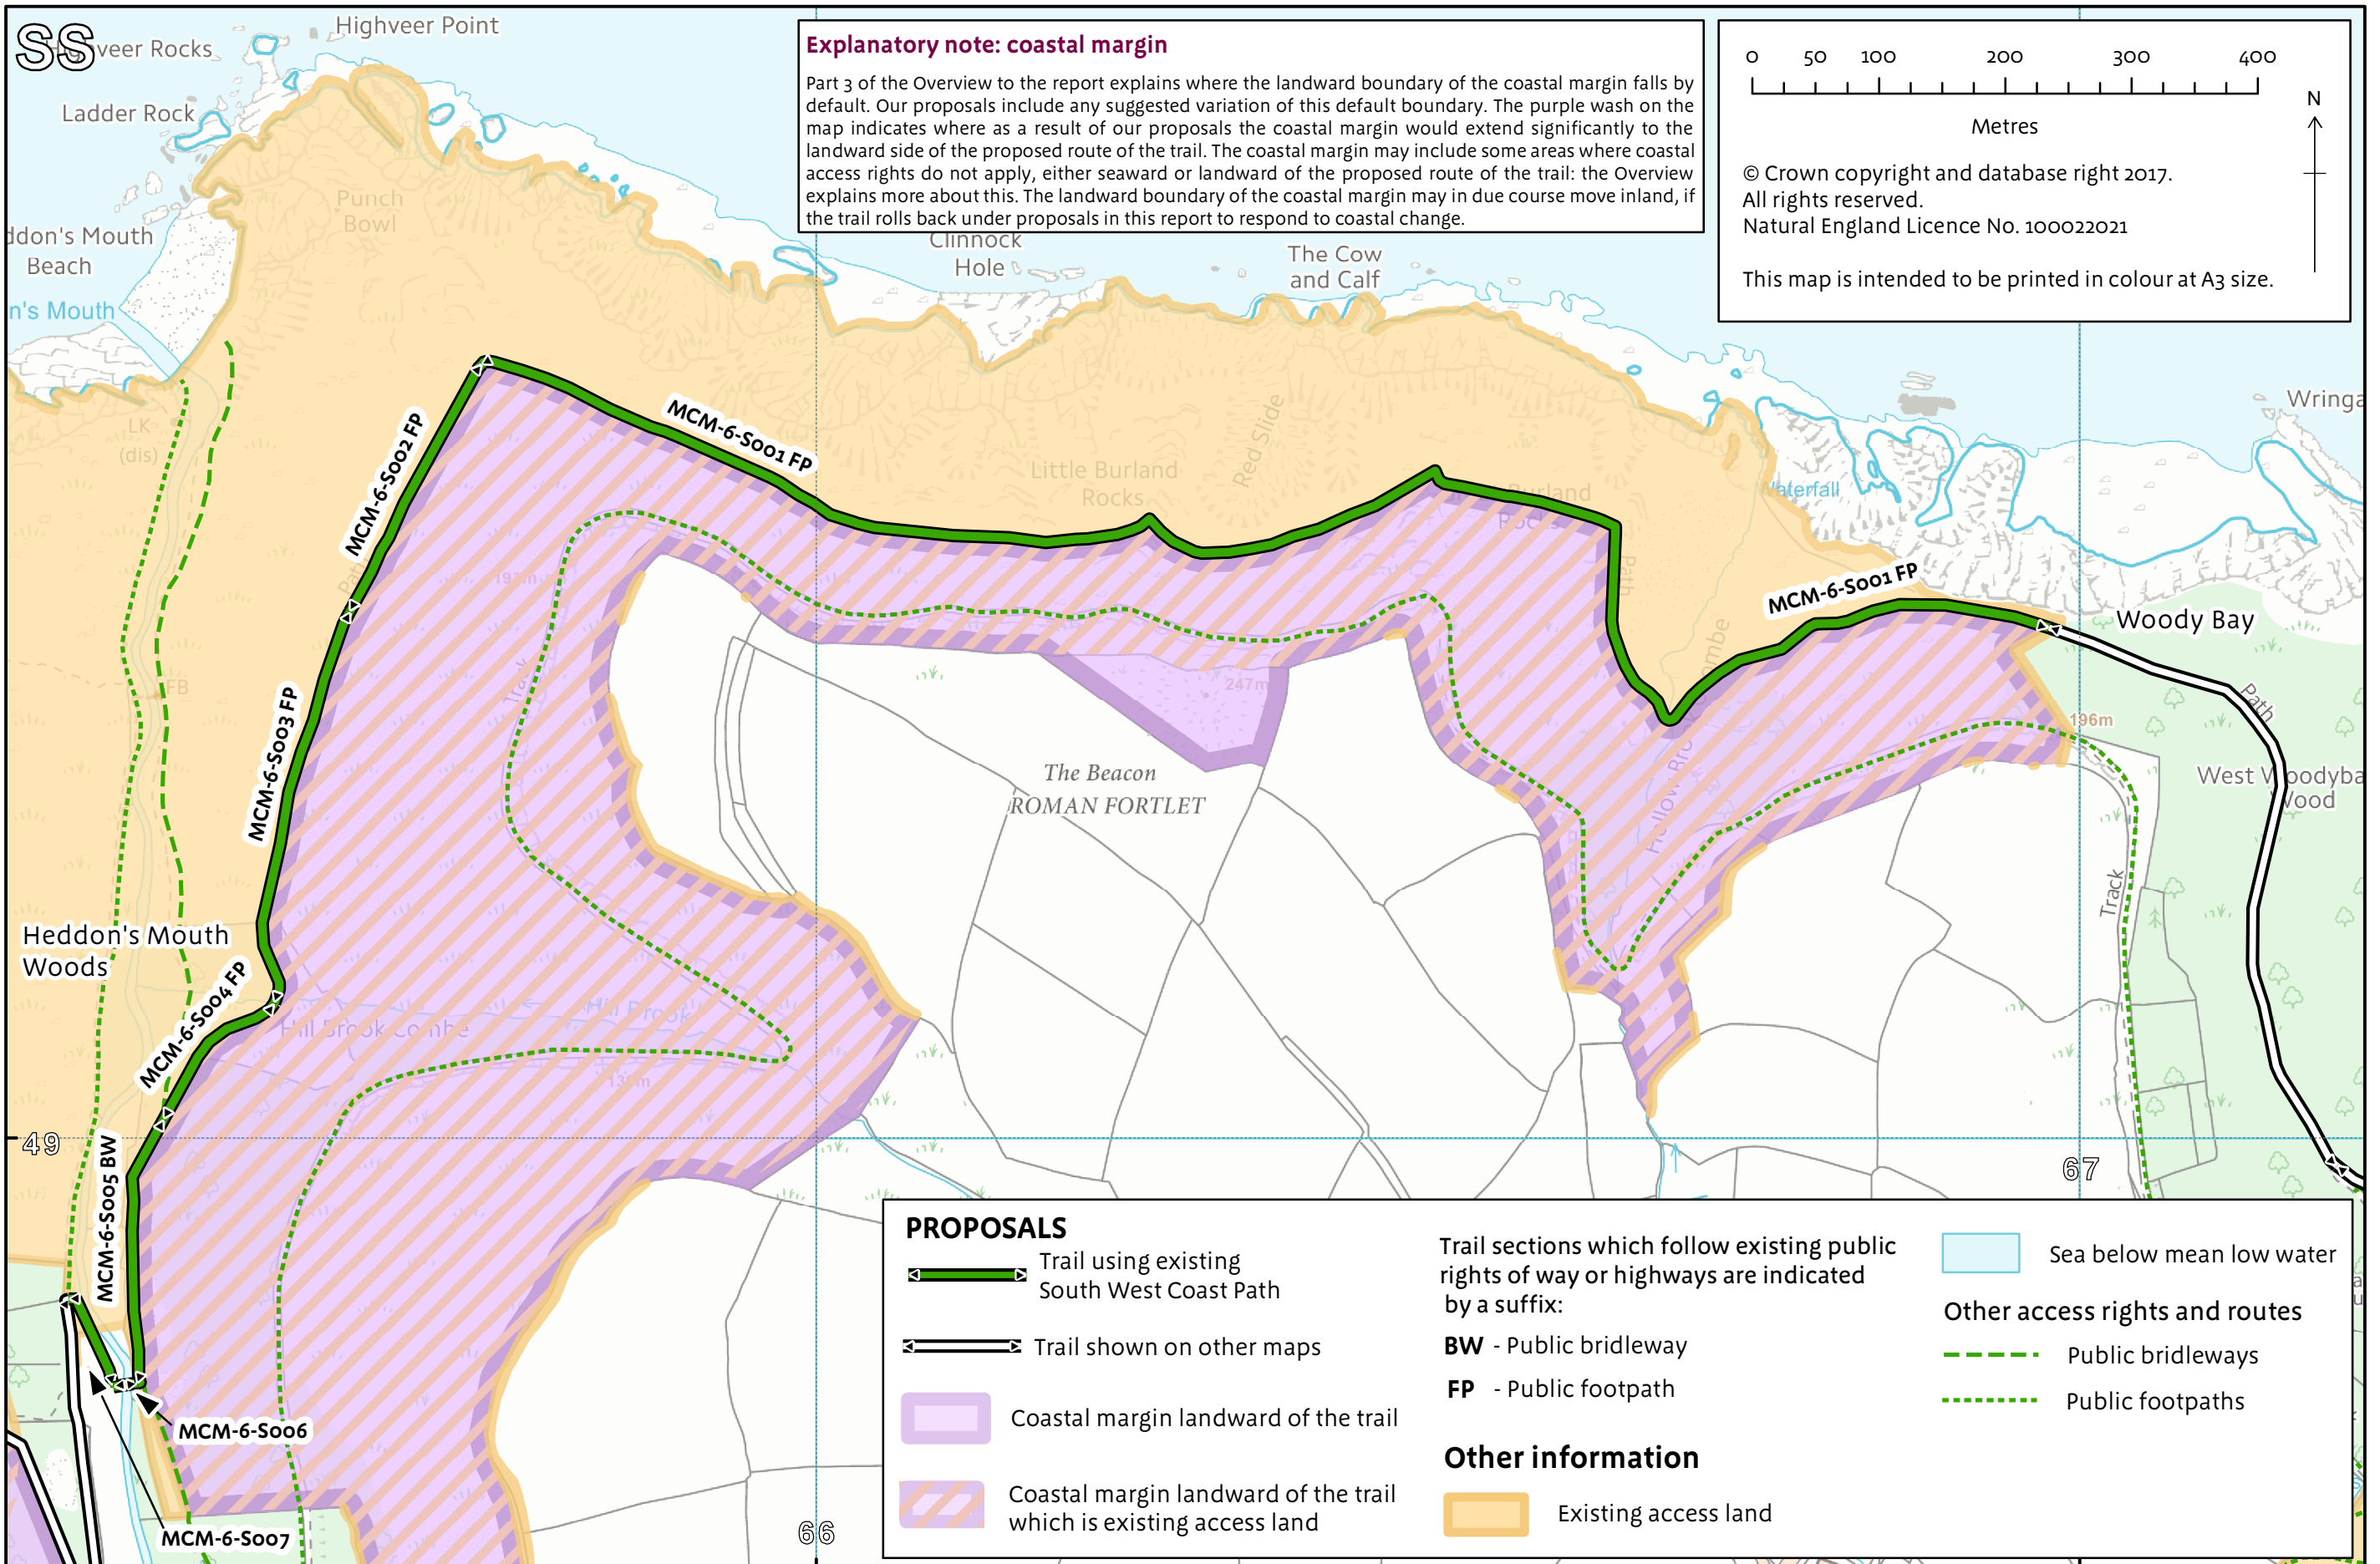 SS
Highveer Point
Highveer Rocks
Ladder Rock
Punch
Bowl
ddon's Mouth
Beach
n's Mouth
LK
(dis)
Explanatory note: coastal margin
Part 3 of the Overview to the report explains where the landward boundary of the coastal margin falls by
default. Our proposals include any suggested variation of this default boundary. The purple wash on the
map indicates where as a result of our proposals the coastal margin would extend significantly to the
landward side of the proposed route of the trail. The coastal margin may include some areas where coastal
access rights do not apply, either seaward or landward of the proposed route of the trail: the Overview
explains more about this. The landward boundary of the coastal margin may in due course move inland, if
the trail rolls back under proposals in this report to respond to coastal change.
0 50 100 200 300 400
Metres
N
© Crown copyright and database right 2017.
All rights reserved.
Natural England Licence No. 100022021
This map is intended to be printed in colour at A3 size.
Clinnock
Hole
The Cow
and Calf
Wringa
Little Burland
Rocks
Red Slide
Burland
Rocks
Waterfall
Path
Path
MCM-6-S001 FP
MCM-6-S002 FP
MCM-6-S003 FP
MCM-6-S004 FP
MCM-6-S005 BW
MCM-6-S001 FP
Woody Bay
Path
196m
West Woodyba
Wood
Track
193m
Track
FB
247m
The Beacon
ROMAN FORTLET
Heddon's Mouth
Woods
Hill Brook Combe
Hill Brook
49
67
66
MCM-6-S006
MCM-6-S007
PROPOSALS
Trail using existing
South West Coast Path
Trail shown on other maps
Coastal margin landward of the trail
Coastal margin landward of the trail
which is existing access land
Trail sections which follow existing public
rights of way or highways are indicated
by a suffix:
BW - Public bridleway
FP - Public footpath
Other information
Existing access land
Sea below mean low water
Other access rights and routes
Public bridleways
Public footpaths